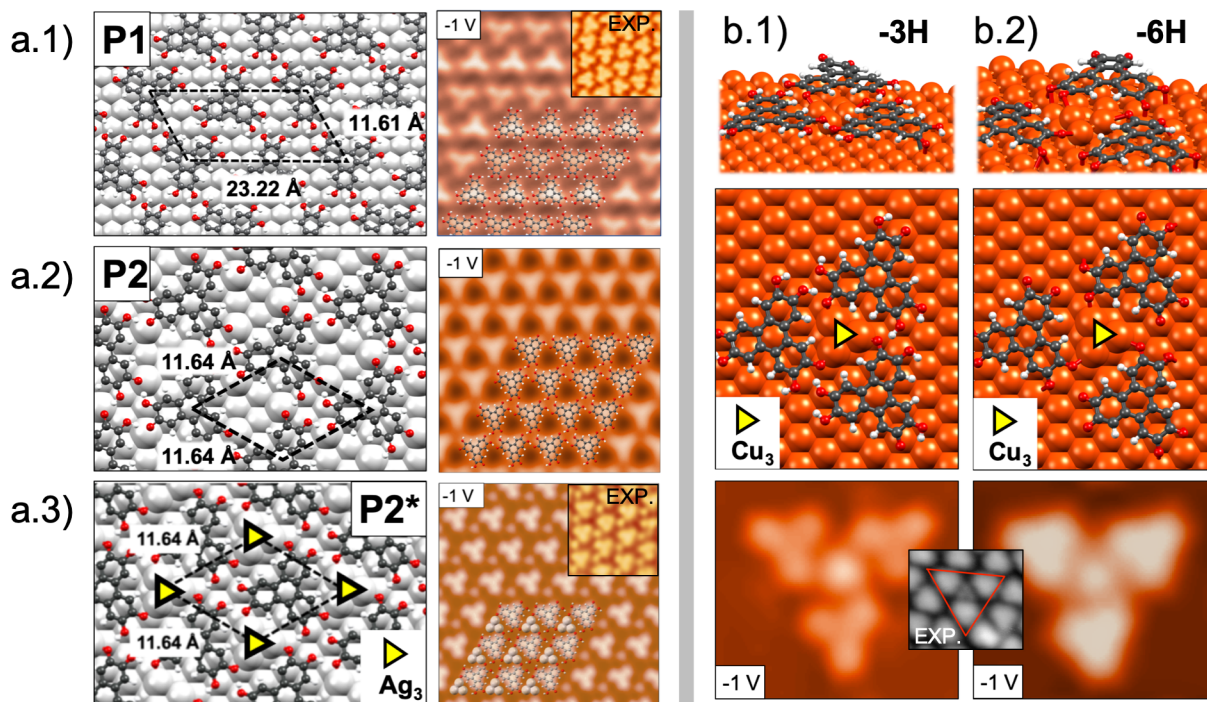 a.1)
P1
11.61 Å
23.22 Å
-1 V
EXP.
a.2)
P2
11.64 Å
11.64 Å
-1 V
a.3)
P2*
11.64 Å
11.64 Å
Ag₃
-1 V
EXP.
b.1)
-3H
b.2)
-6H
Cu₃
Cu₃
EXP.
-1 V
-1 V